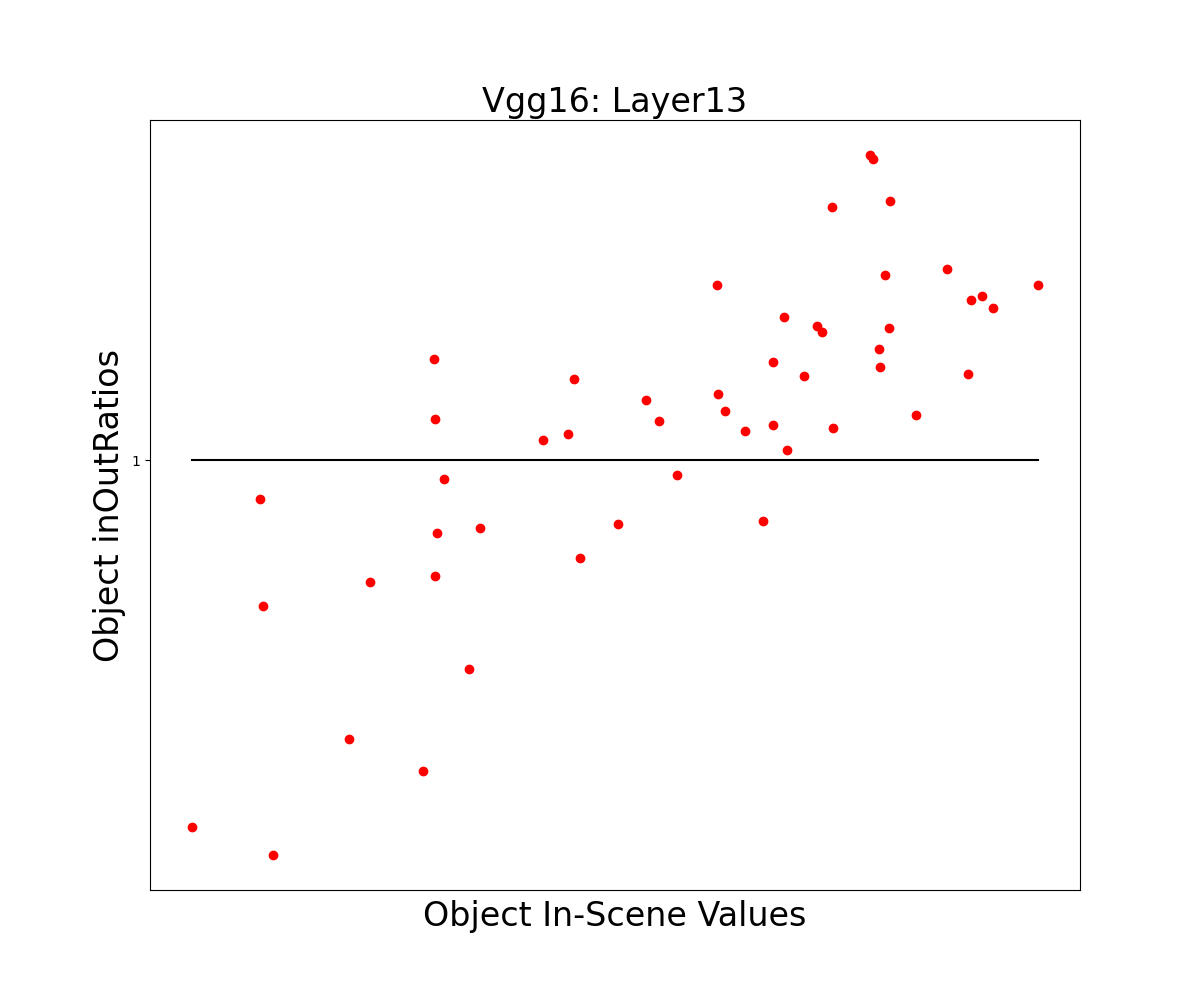 Vgg16: Layer13
Object inOutRatios
1
Object In-Scene Values